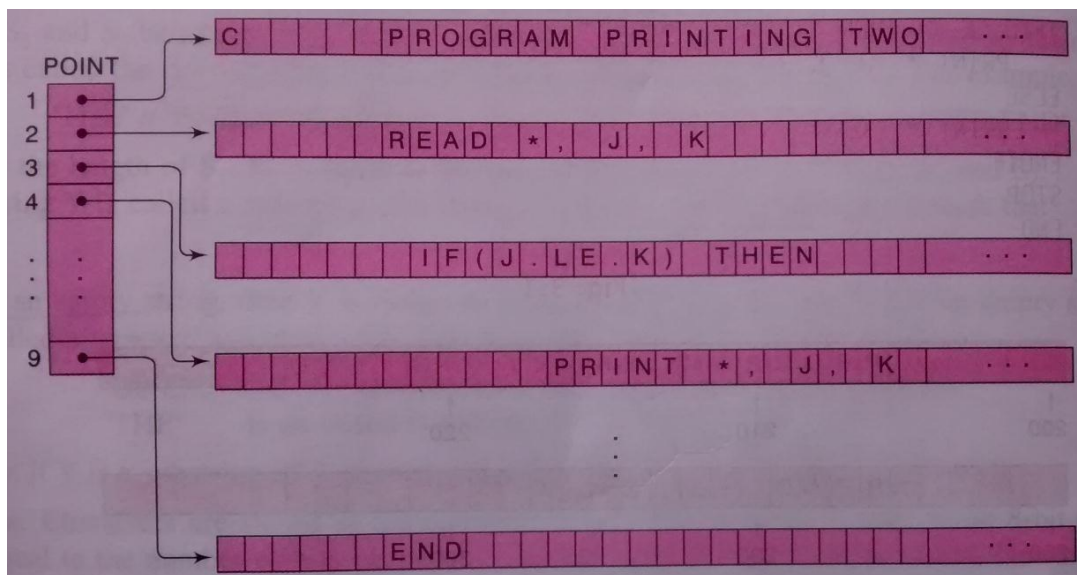 C PROGRAM PRINTING TWO ...
POINT
1
2 READ *, J, K ...
3
4
IF(J.LE.K) THEN ...
9 PRINT *, J, K ...
END ...